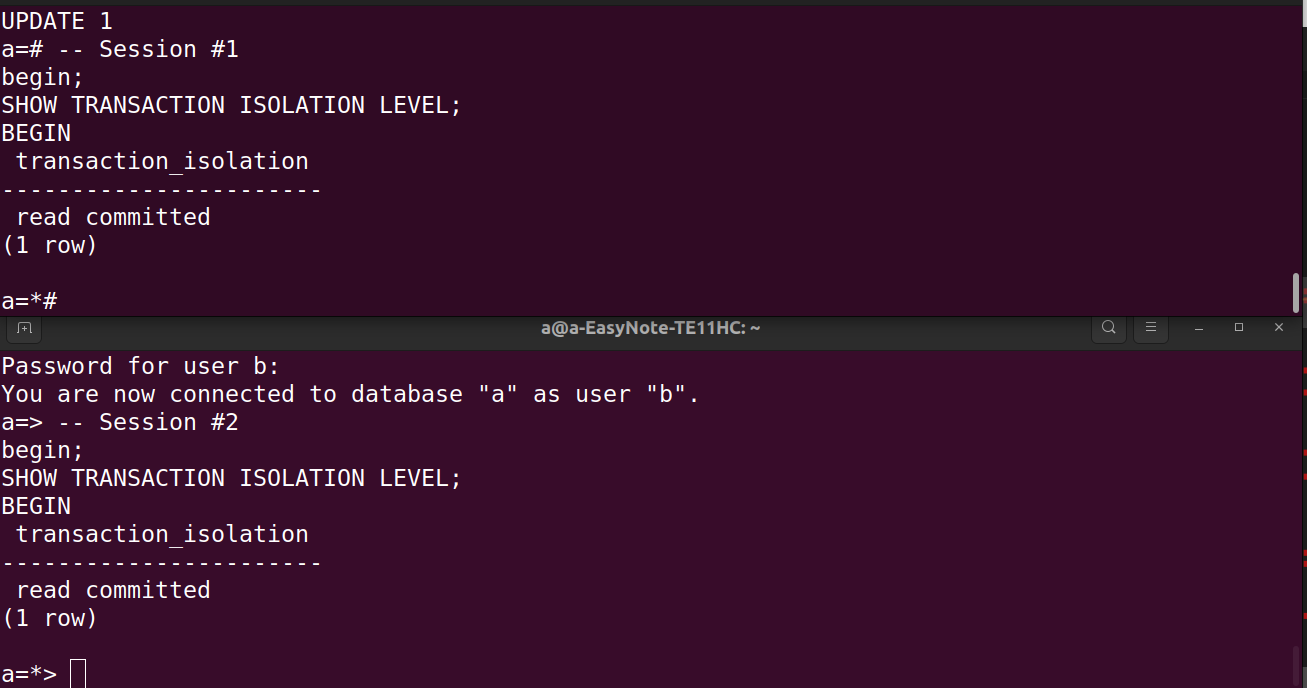 UPDATE 1
a=# -- Session #1
begin;
SHOW TRANSACTION ISOLATION LEVEL;
BEGIN
 transaction_isolation
-----------------------
 read committed
(1 row)
a=*#
a@a-EasyNote-TE11HC: ~
Password for user b:
You are now connected to database "a" as user "b".
a=> -- Session #2
begin;
SHOW TRANSACTION ISOLATION LEVEL;
BEGIN
 transaction_isolation
-----------------------
 read committed
(1 row)
a=*>